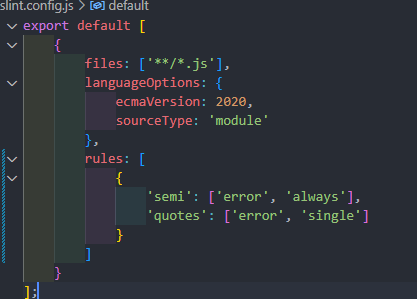 slint.config.js > default
export default [
    {
        files: ['**/*.js'],
        languageOptions: {
            ecmaVersion: 2020,
            sourceType: 'module'
        },
        rules: [
            {
                'semi': ['error', 'always'],
                'quotes': ['error', 'single']
            }
        ]
    }
];